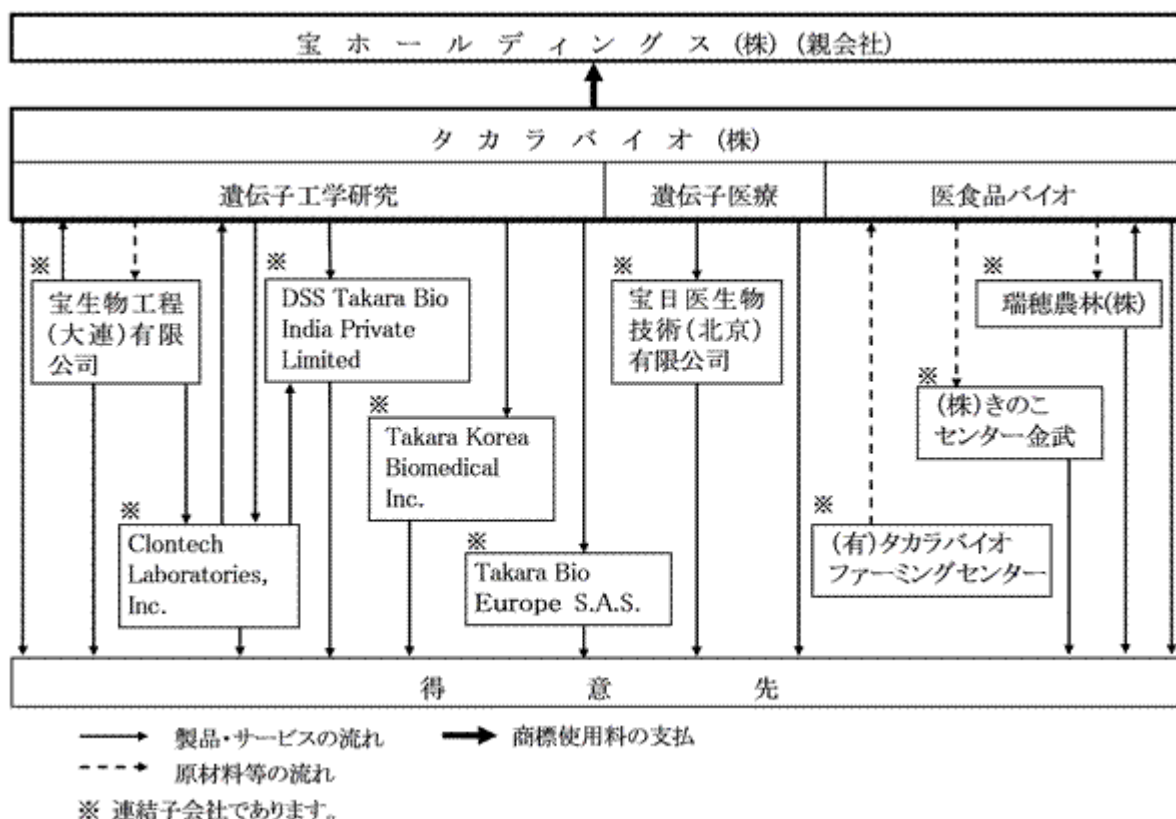 宝ホールディングス(株)(親会社)
タカラバイオ(株)
遺伝子工学研究
遺伝子医療
医食品バイオ
※
宝生物工程
(大連)有限
公司
※
DSS Takara Bio
India Private
Limited
※
宝日医生物
技術(北京)
有限公司
※
瑞穂農林(株)
※
(株)きのこ
センター金武
※
Takara Korea
Biomedical
Inc.
※
Clontech
Laboratories,
Inc.
※
Takara Bio
Europe S.A.S.
※
(有)タカラバイオ
ファーミングセンター
得意先
製品・サービスの流れ
商標使用料の支払
原材料等の流れ
※ 連結子会社であります。